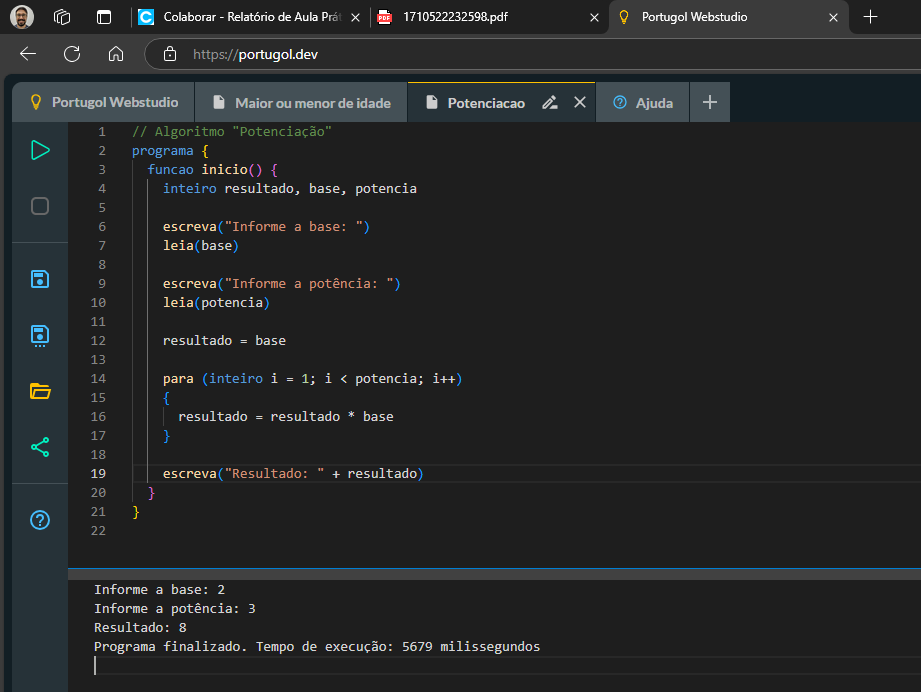 Colaborar - Relatório de Aula Prát
1710522232598.pdf
Portugol Webstudio
https://portugol.dev
Portugol Webstudio
Maior ou menor de idade
Potenciacao
Ajuda
1 // Algoritmo "Potenciação"
2 programa {
3 funcao inicio() {
4 inteiro resultado, base, potencia
5
6 escreva("Informe a base: ")
7 leia(base)
8
9 escreva("Informe a potência: ")
10 leia(potencia)
11
12 resultado = base
13
14 para (inteiro i = 1; i < potencia; i++)
15 {
16 resultado = resultado * base
17 }
18
19 escreva("Resultado: " + resultado)
20 }
21 }
22
Informe a base: 2
Informe a potência: 3
Resultado: 8
Programa finalizado. Tempo de execução: 5679 milissegundos